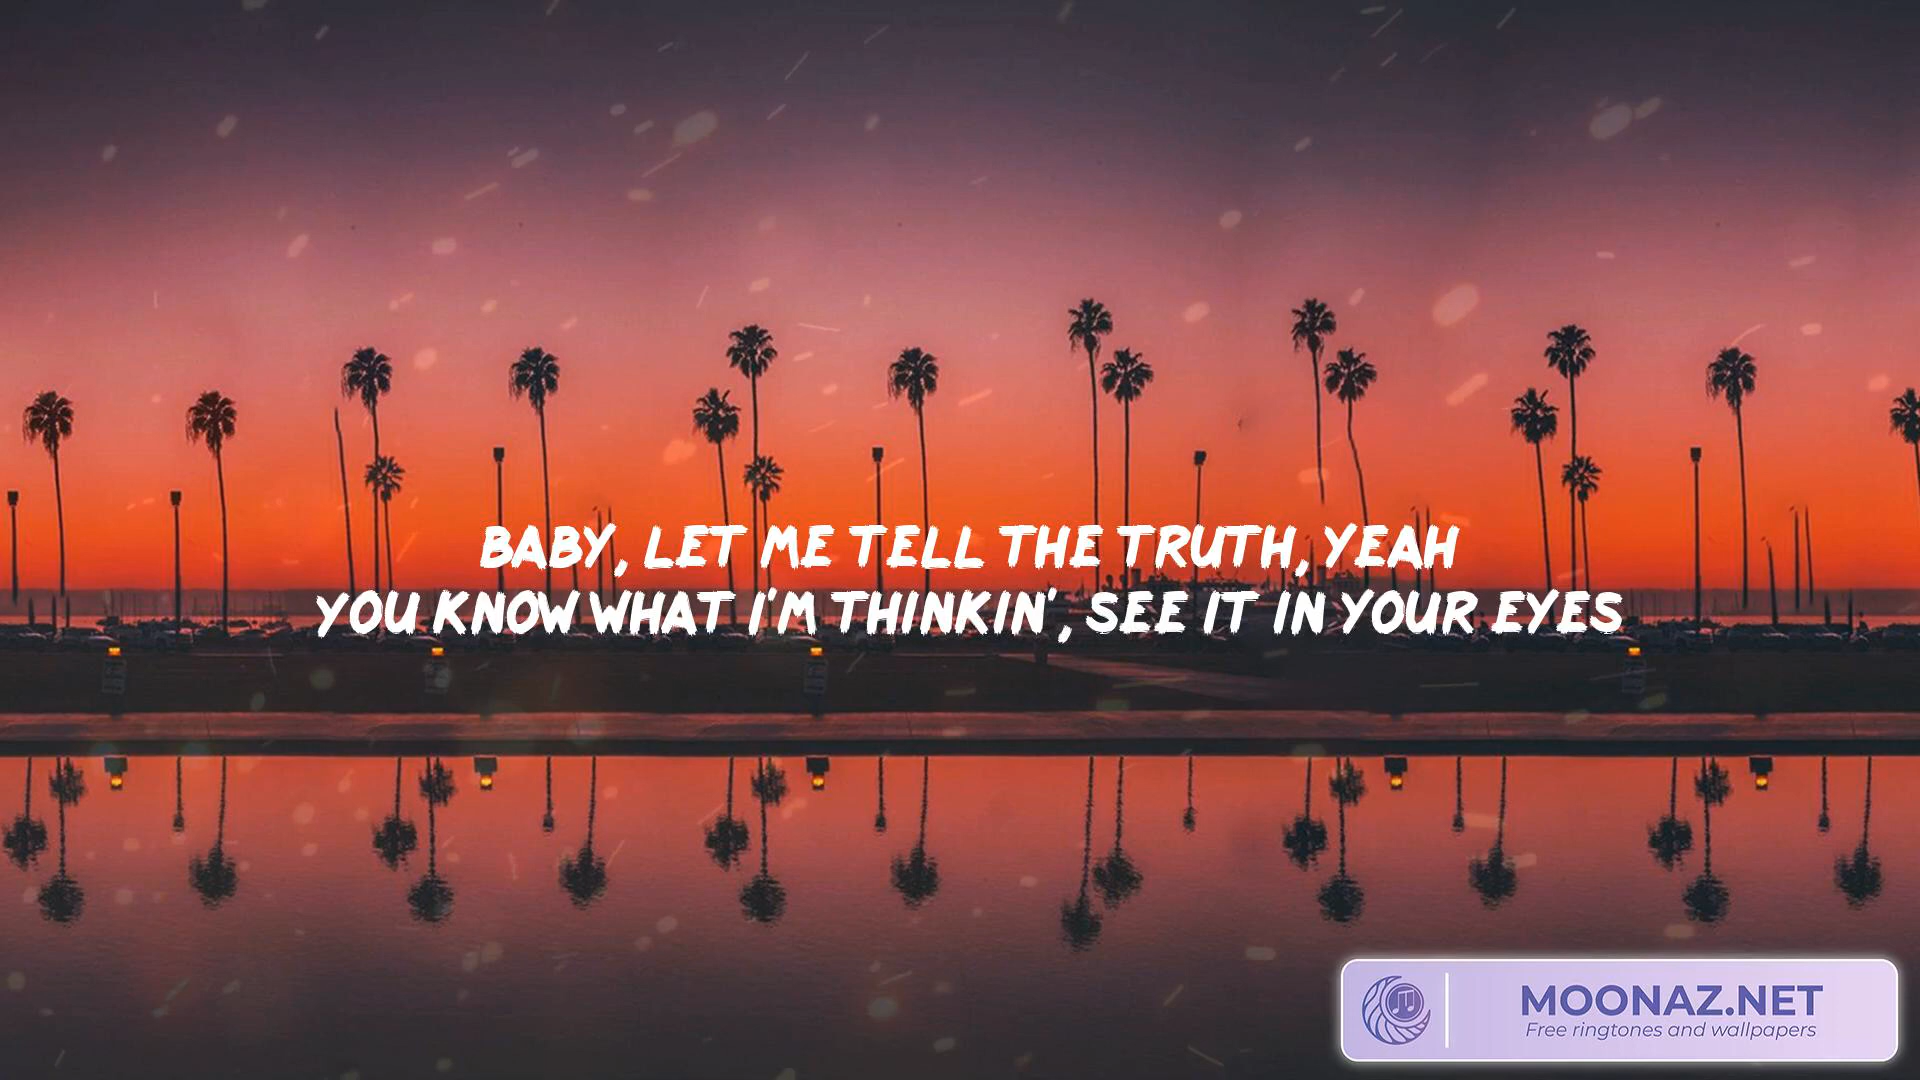 BABY, LET ME TELL THE TRUTH, YEAH
YOU KNOW WHAT I'M THINKIN', SEE IT IN YOUR EYES
MOONAZ.NET
Free ringtones and wallpapers